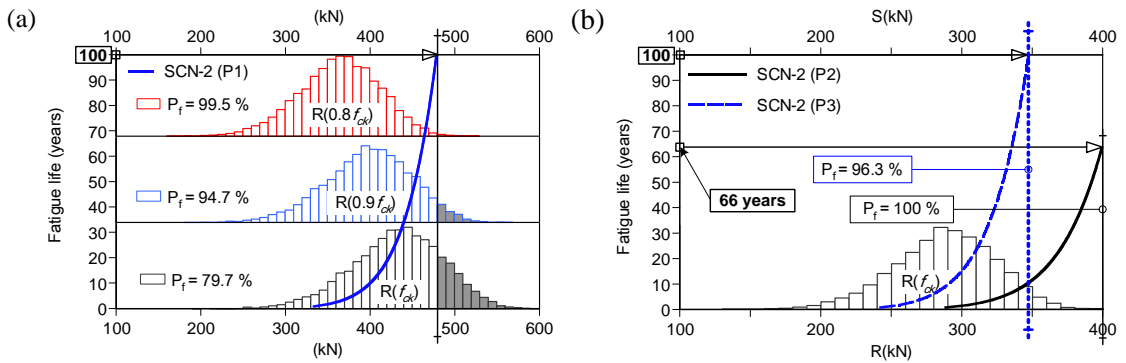 (a)
(kN)
100 200 300 400 500 600
100
90
80
70
60
50
40
30
20
10
0
Fatigue life (years)
SCN-2 (P1)
P_f = 99.5 %
R(0.8f_ck)
P_f = 94.7 %
R(0.9f_ck)
P_f = 79.7 %
R(f_ck)
100 200 300 400 500 600
(kN)
(b)
S(kN)
100 200 300 400
100
90
80
70
60
50
40
30
20
10
0
Fatigue life (years)
SCN-2 (P2)
SCN-2 (P3)
P_f = 96.3 %
66 years
P_f = 100 %
R(f_ck)
100 200 300 400
R(kN)